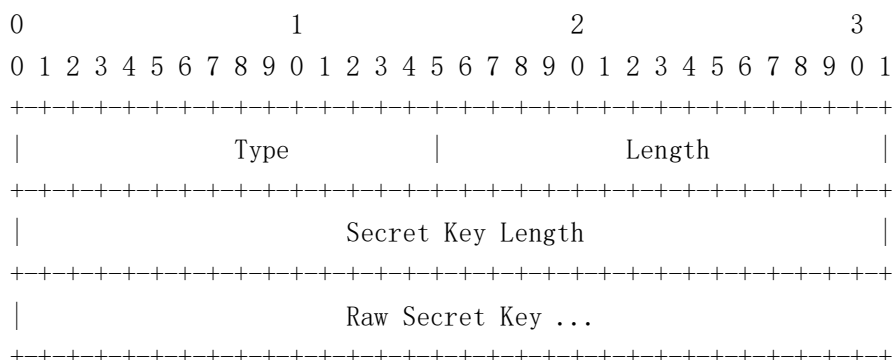 0                   1                   2                   3
0 1 2 3 4 5 6 7 8 9 0 1 2 3 4 5 6 7 8 9 0 1 2 3 4 5 6 7 8 9 0 1
+-+-+-+-+-+-+-+-+-+-+-+-+-+-+-+-+-+-+-+-+-+-+-+-+-+-+-+-+-+-+-+
|               Type          |             Length            |
+-+-+-+-+-+-+-+-+-+-+-+-+-+-+-+-+-+-+-+-+-+-+-+-+-+-+-+-+-+-+-+
|                       Secret Key Length                     |
+-+-+-+-+-+-+-+-+-+-+-+-+-+-+-+-+-+-+-+-+-+-+-+-+-+-+-+-+-+-+-+
|                       Raw Secret Key ...
+-+-+-+-+-+-+-+-+-+-+-+-+-+-+-+-+-+-+-+-+-+-+-+-+-+-+-+-+-+-+-+